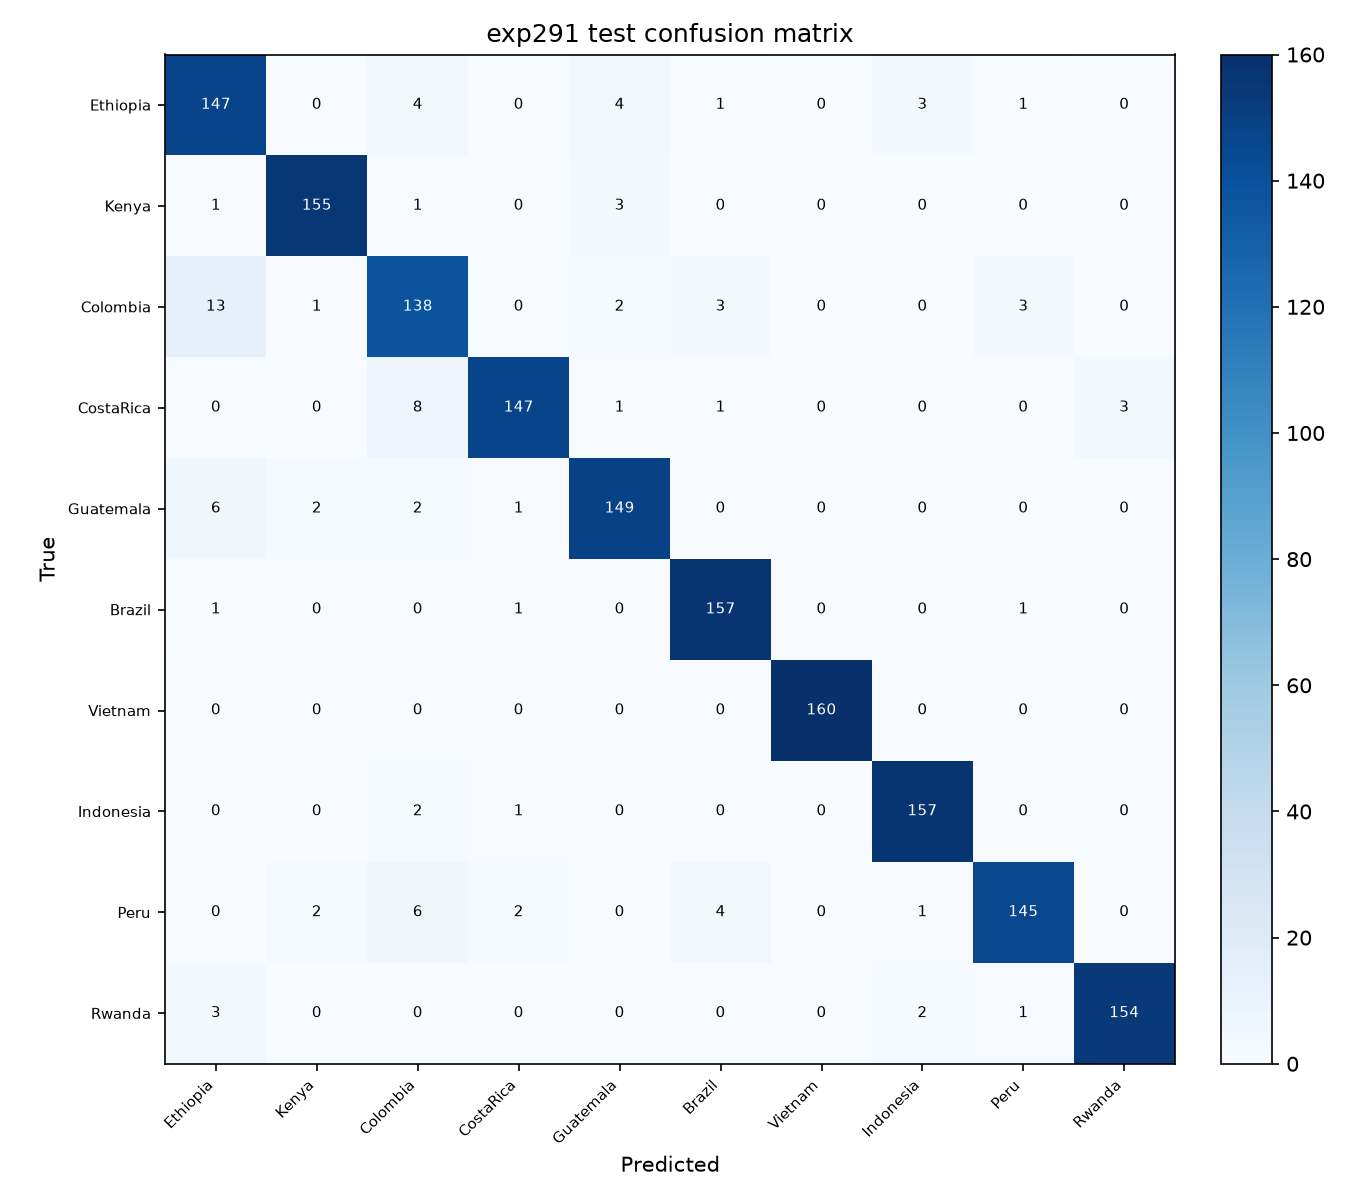 exp291 test confusion matrix
Ethiopia 147 0 4 0 4 1 0 3 1 0
Kenya 1 155 1 0 3 0 0 0 0 0
Colombia 13 1 138 0 2 3 0 0 3 0
CostaRica 0 0 8 147 1 1 0 0 0 3
Guatemala 6 2 2 1 149 0 0 0 0 0
Brazil 1 0 0 1 0 157 0 0 1 0
Vietnam 0 0 0 0 0 0 160 0 0 0
Indonesia 0 0 2 1 0 0 0 157 0 0
Peru 0 2 6 2 0 4 0 1 145 0
Rwanda 3 0 0 0 0 0 0 2 1 154
True
Ethiopia Kenya Colombia CostaRica Guatemala Brazil Vietnam Indonesia Peru Rwanda
Predicted
160
140
120
100
80
60
40
20
0